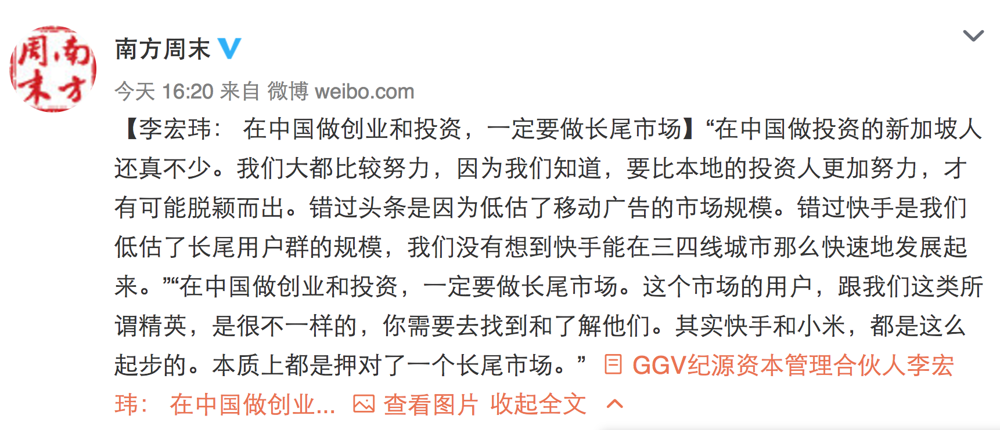 南方周末
南方周末
今天 16:20 来自 微博 weibo.com
【李宏玮： 在中国做创业和投资，一定要做长尾市场】“在中国做投资的新加坡人
还真不少。我们大都比较努力，因为我们知道，要比本地的投资人更加努力，才
有可能脱颖而出。错过头条是因为低估了移动广告的市场规模。错过快手是我们
低估了长尾用户群的规模，我们没有想到快手能在三四线城市那么快速地发展起
来。”“在中国做创业和投资，一定要做长尾市场。这个市场的用户，跟我们这类所
谓精英，是很不一样的，你需要去找到和了解他们。其实快手和小米，都是这么
起步的。本质上都是押对了一个长尾市场。” GGV纪源资本管理合伙人李宏
玮： 在中国做创业... 查看图片 收起全文